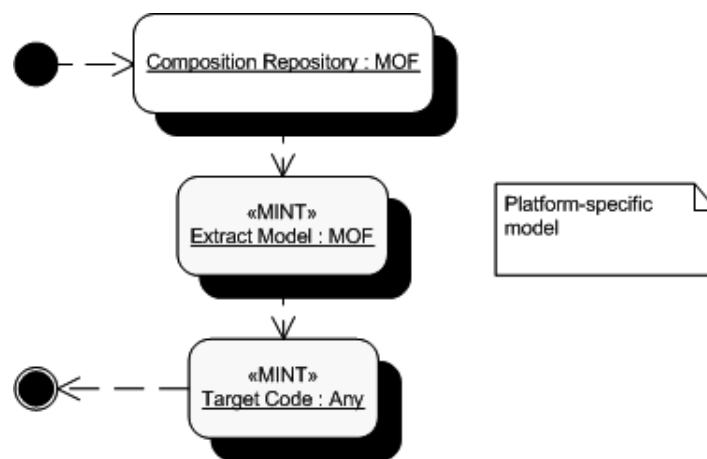 Composition Repository : MOF
«MINT»
Extract Model : MOF
Platform-specific
model
«MINT»
Target Code : Any